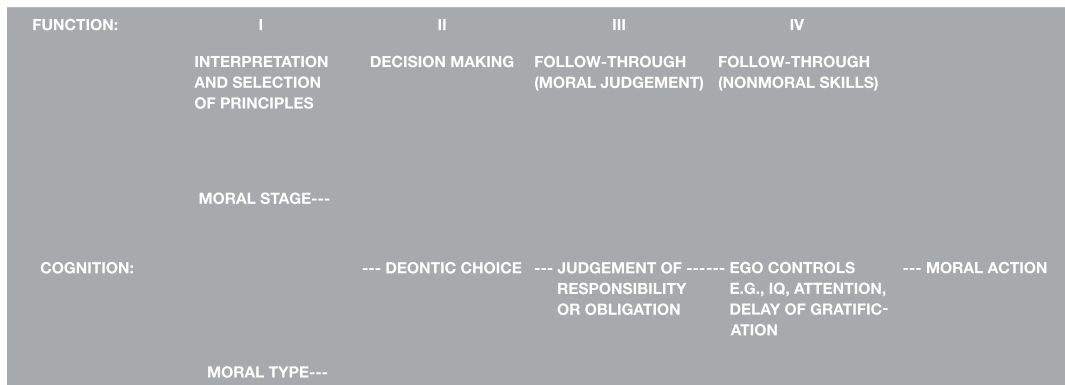 FUNCTION: I II III IV
INTERPRETATION DECISION MAKING FOLLOW-THROUGH FOLLOW-THROUGH
AND SELECTION (MORAL JUDGEMENT) (NONMORAL SKILLS)
OF PRINCIPLES
MORAL STAGE---
COGNITION: --- DEONTIC CHOICE --- JUDGEMENT OF ------ EGO CONTROLS --- MORAL ACTION
RESPONSIBILITY E.G., IQ, ATTENTION,
OR OBLIGATION DELAY OF GRATIFIC-
ATION
MORAL TYPE---